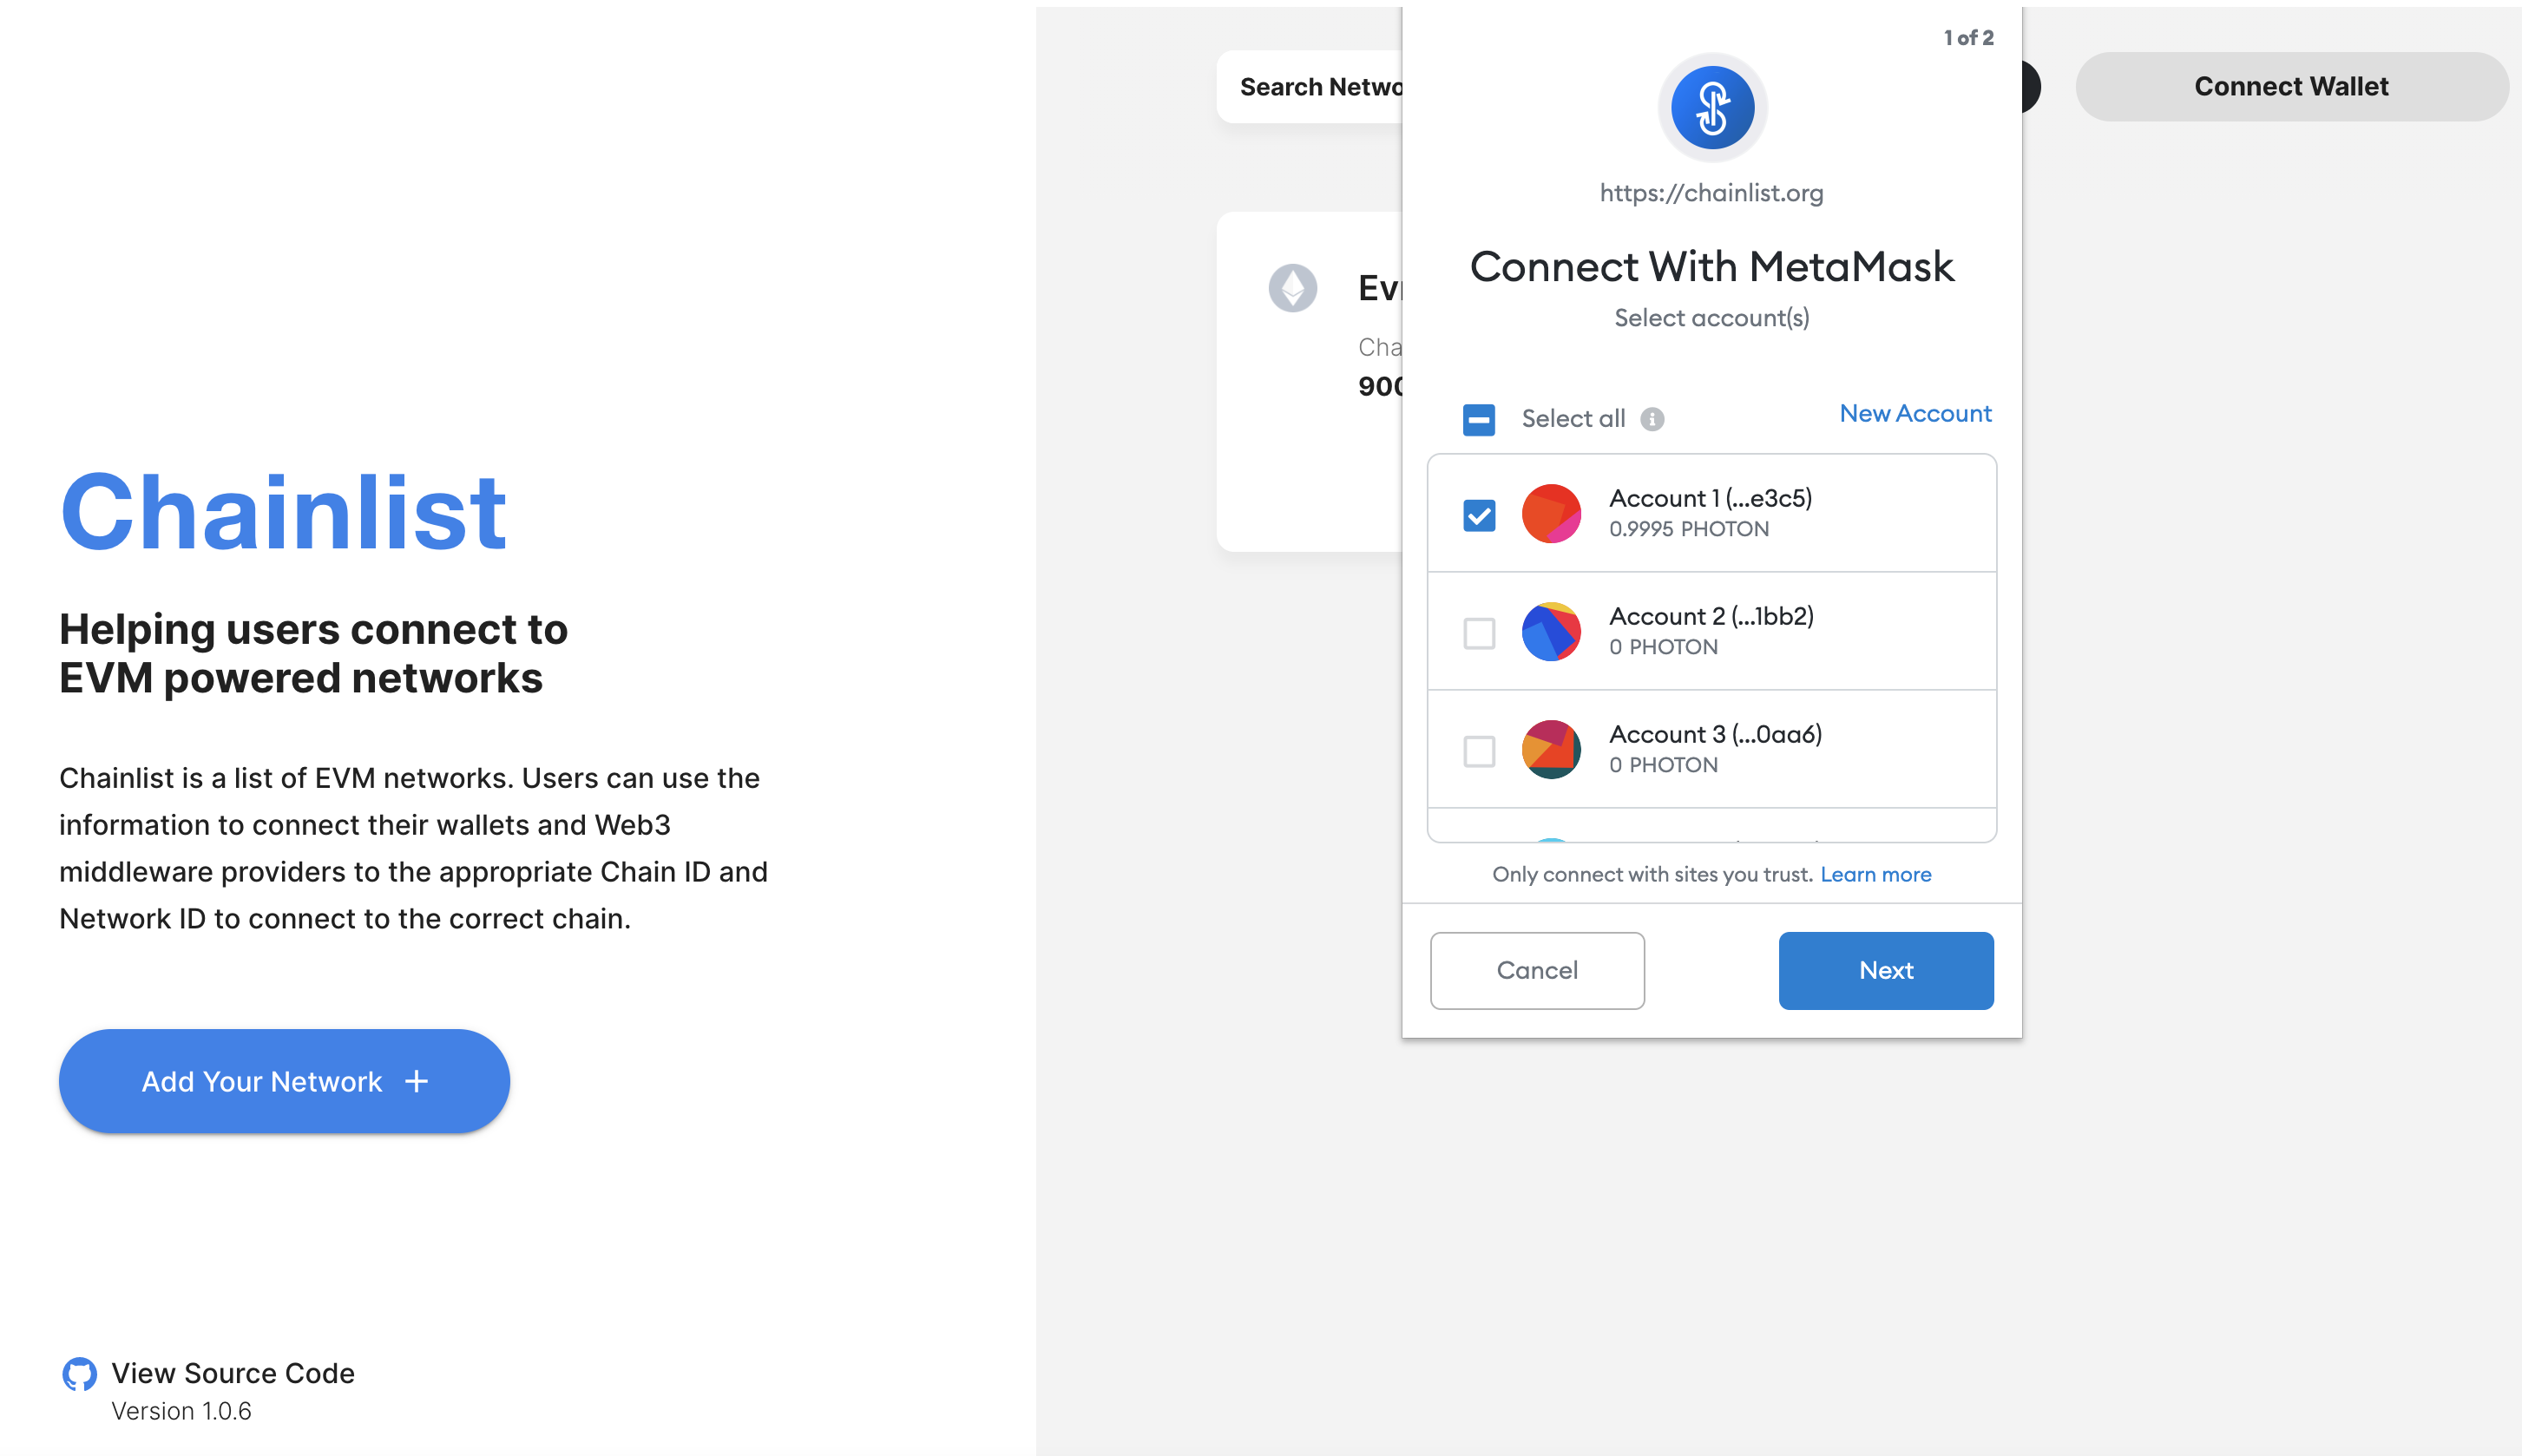 Chainlist
Helping users connect to
EVM powered networks
Chainlist is a list of EVM networks. Users can use the
information to connect their wallets and Web3
middleware providers to the appropriate Chain ID and
Network ID to connect to the correct chain.
Add Your Network +
View Source Code
Version 1.0.6
Search
Connect Wallet
1 of 2
https://chainlist.org
Connect With MetaMask
Select account(s)
Select all
New Account
Account 1 (...e3c5)
0.9995 PHOTON
Account 2 (...1bb2)
0 PHOTON
Account 3 (...0aa6)
0 PHOTON
Only connect with sites you trust. Learn more
Cancel
Next